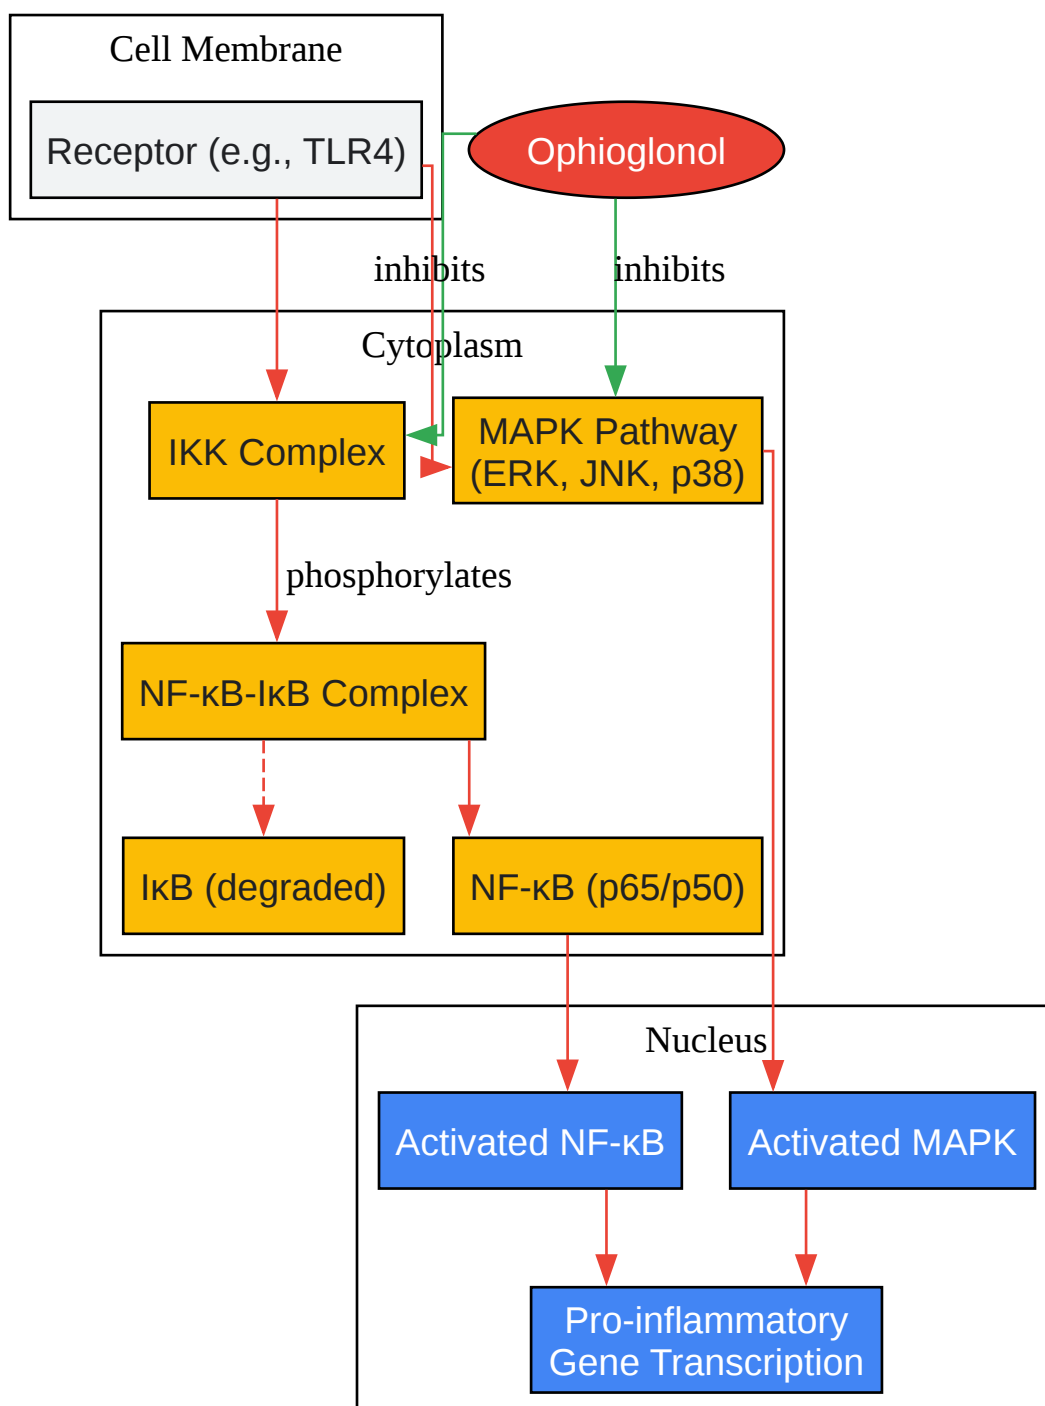 Cell Membrane
Receptor (e.g., TLR4)
Ophioglonol
inhibits
inhibits
Cytoplasm
IKK Complex
MAPK Pathway
(ERK, JNK, p38)
phosphorylates
NF-κB-IκB Complex
IκB (degraded)
NF-κB (p65/p50)
Nucleus
Activated NF-κB
Activated MAPK
Pro-inflammatory
Gene Transcription